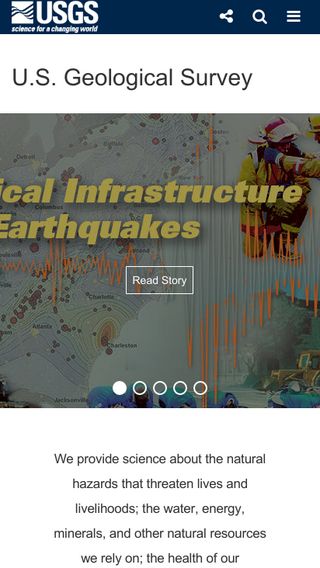 USGS
science for a changing world
U.S. Geological Survey
ical Infrastructure
Earthquakes
Read Story
Detroit
Boston
Columbus
Charlotte
Atlanta
Charleston
Jacksonville
We provide science about the natural
hazards that threaten lives and
livelihoods; the water, energy,
minerals, and other natural resources
we rely on; the health of our